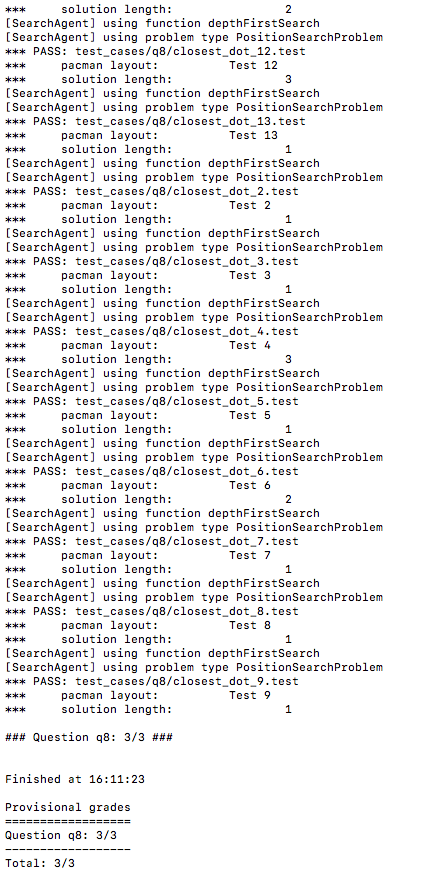 ***     solution length:                2
[SearchAgent] using function depthFirstSearch
[SearchAgent] using problem type PositionSearchProblem
*** PASS: test_cases/q8/closest_dot_12.test
***     pacman layout:          Test 12
***     solution length:                3
[SearchAgent] using function depthFirstSearch
[SearchAgent] using problem type PositionSearchProblem
*** PASS: test_cases/q8/closest_dot_13.test
***     pacman layout:          Test 13
***     solution length:                1
[SearchAgent] using function depthFirstSearch
[SearchAgent] using problem type PositionSearchProblem
*** PASS: test_cases/q8/closest_dot_2.test
***     pacman layout:          Test 2
***     solution length:                1
[SearchAgent] using function depthFirstSearch
[SearchAgent] using problem type PositionSearchProblem
*** PASS: test_cases/q8/closest_dot_3.test
***     pacman layout:          Test 3
***     solution length:                1
[SearchAgent] using function depthFirstSearch
[SearchAgent] using problem type PositionSearchProblem
*** PASS: test_cases/q8/closest_dot_4.test
***     pacman layout:          Test 4
***     solution length:                3
[SearchAgent] using function depthFirstSearch
[SearchAgent] using problem type PositionSearchProblem
*** PASS: test_cases/q8/closest_dot_5.test
***     pacman layout:          Test 5
***     solution length:                1
[SearchAgent] using function depthFirstSearch
[SearchAgent] using problem type PositionSearchProblem
*** PASS: test_cases/q8/closest_dot_6.test
***     pacman layout:          Test 6
***     solution length:                2
[SearchAgent] using function depthFirstSearch
[SearchAgent] using problem type PositionSearchProblem
*** PASS: test_cases/q8/closest_dot_7.test
***     pacman layout:          Test 7
***     solution length:                1
[SearchAgent] using function depthFirstSearch
[SearchAgent] using problem type PositionSearchProblem
*** PASS: test_cases/q8/closest_dot_8.test
***     pacman layout:          Test 8
***     solution length:                1
[SearchAgent] using function depthFirstSearch
[SearchAgent] using problem type PositionSearchProblem
*** PASS: test_cases/q8/closest_dot_9.test
***     pacman layout:          Test 9
***     solution length:                1

### Question q8: 3/3 ###

Finished at 16:11:23

Provisional grades
==================
Question q8: 3/3
------------------
Total: 3/3